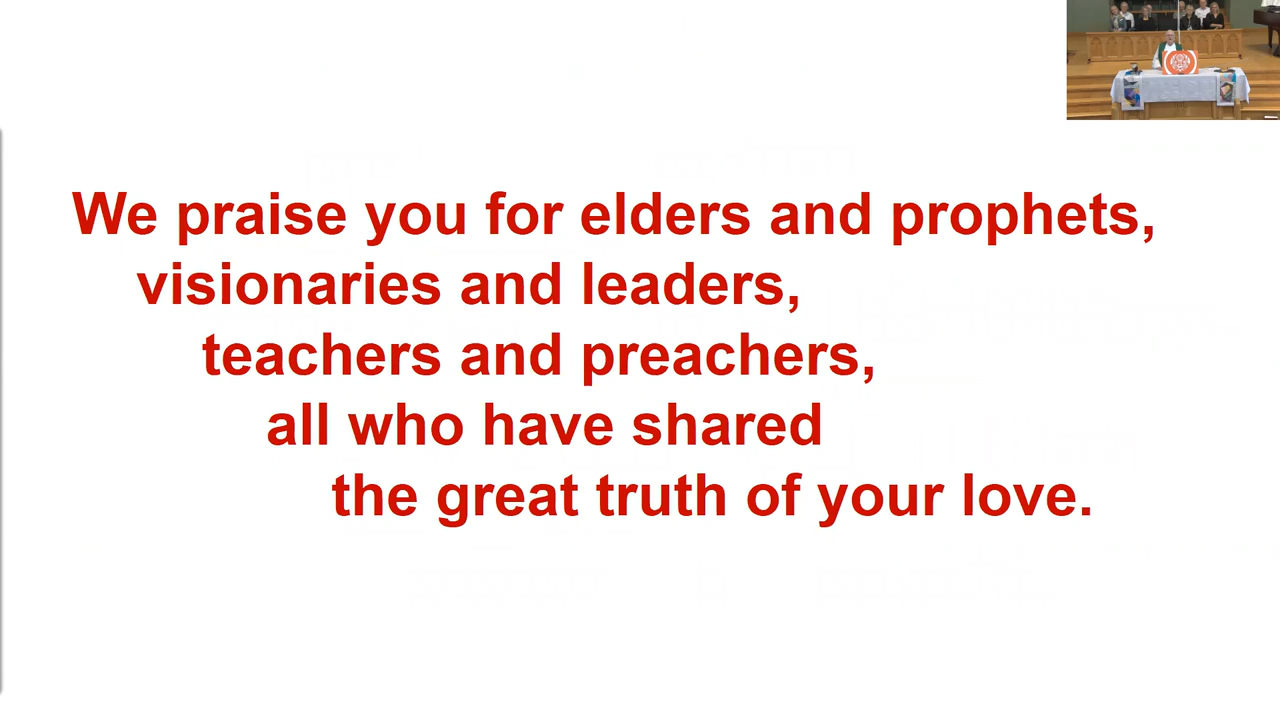 We praise you for elders and prophets,
visionaries and leaders,
teachers and preachers,
all who have shared
the great truth of your love.